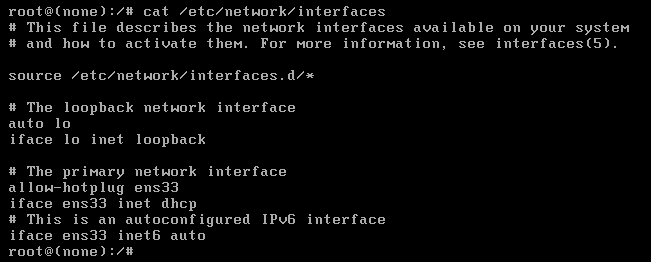 root@(none):/# cat /etc/network/interfaces
# This file describes the network interfaces available on your system
# and how to activate them. For more information, see interfaces(5).
source /etc/network/interfaces.d/*
# The loopback network interface
auto lo
iface lo inet loopback
# The primary network interface
allow-hotplug ens33
iface ens33 inet dhcp
# This is an autoconfigured IPv6 interface
iface ens33 inet6 auto
root@(none):/#